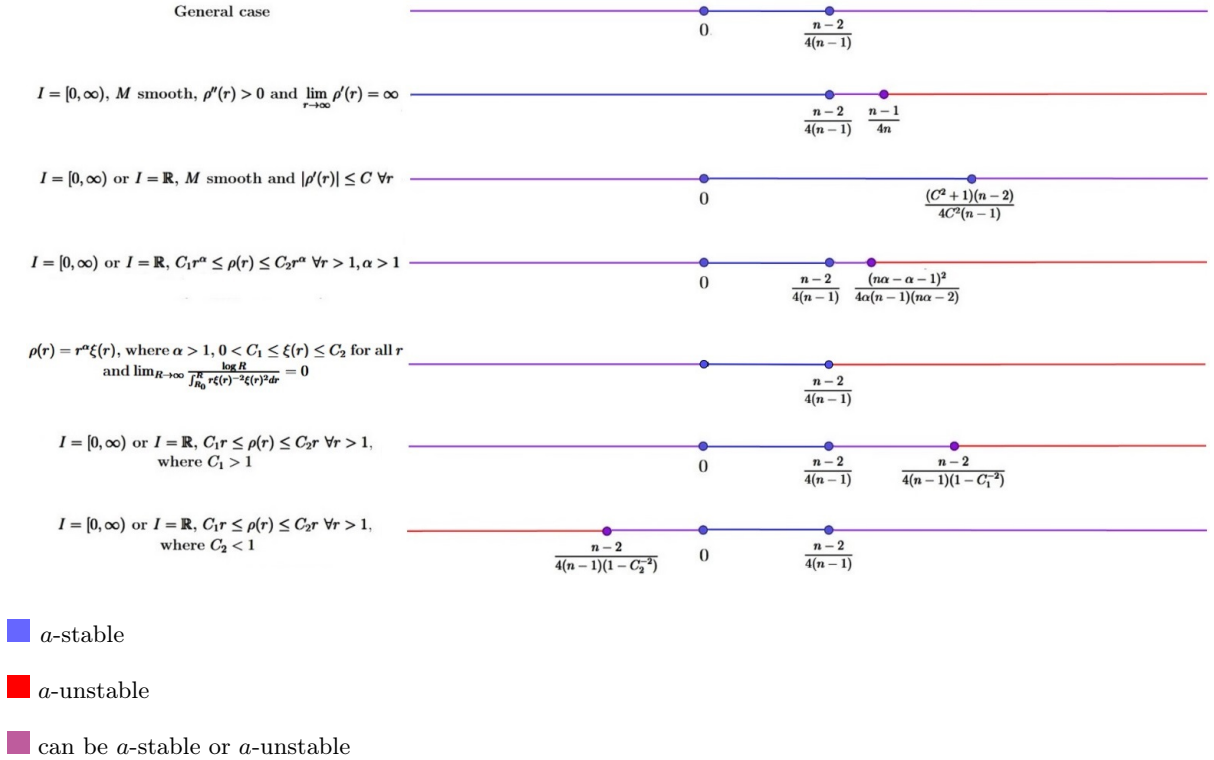 General case
0
n − 2
4(n − 1)
I = [0, ∞), M smooth, ρ″(r) > 0 and lim ρ′(r) = ∞
r→∞
n − 2
4(n − 1)
n − 1
4n
I = [0, ∞) or I = ℝ, M smooth and |ρ′(r)| ≤ C ∀r
0
(C² + 1)(n − 2)
4C²(n − 1)
I = [0, ∞) or I = ℝ, C₁r^α ≤ ρ(r) ≤ C₂r^α ∀r > 1, α > 1
0
n − 2
4(n − 1)
(nα − α − 1)²
4α(n − 1)(nα − 2)
ρ(r) = r^αξ(r), where α > 1, 0 < C₁ ≤ ξ(r) ≤ C₂ for all r
and lim_{R→∞} log R / ∫_{R₀}^{R} rξ(r)⁻²ξ(r)²dr = 0
n − 2
4(n − 1)
I = [0, ∞) or I = ℝ, C₁r ≤ ρ(r) ≤ C₂r ∀r > 1,
where C₁ > 1
0
n − 2
4(n − 1)
n − 2
4(n − 1)(1 − C₁⁻²)
I = [0, ∞) or I = ℝ, C₁r ≤ ρ(r) ≤ C₂r ∀r > 1,
where C₂ < 1
n − 2
4(n − 1)(1 − C₂⁻²)
0
n − 2
4(n − 1)
a-stable
a-unstable
can be a-stable or a-unstable